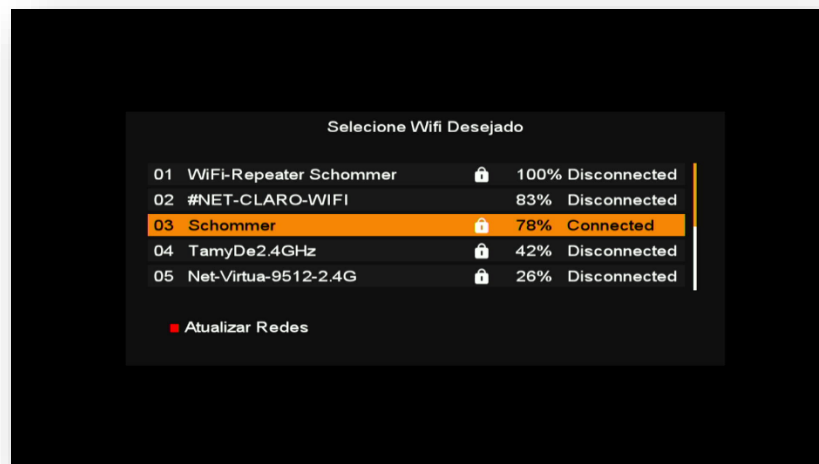 Selecione Wifi Desejado
01 WiFi-Repeater Schommer 100% Disconnected
02 #NET-CLARO-WIFI 83% Disconnected
03 Schommer 78% Connected
04 TamyDe2.4GHz 42% Disconnected
05 Net-Virtua-9512-2.4G 26% Disconnected
Atualizar Redes